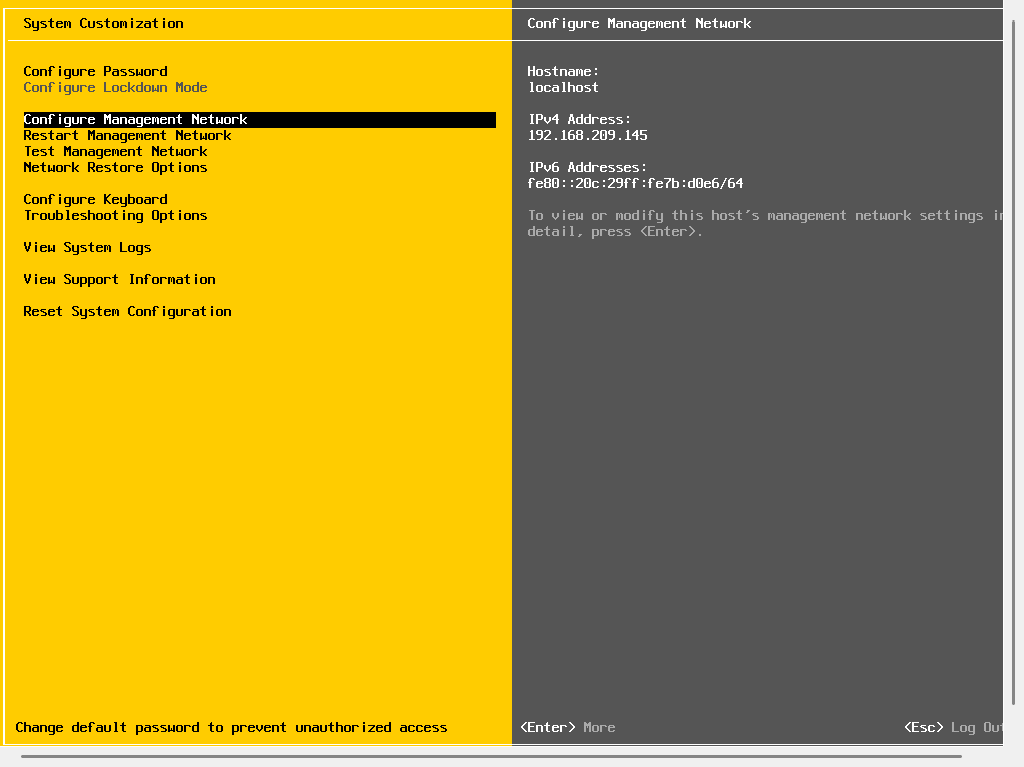 System Customization
Configure Password
Configure Lockdown Mode
Configure Management Network
Restart Management Network
Test Management Network
Network Restore Options
Configure Keyboard
Troubleshooting Options
View System Logs
View Support Information
Reset System Configuration
Change default password to prevent unauthorized access
Configure Management Network
Hostname:
localhost
IPv4 Address:
192.168.209.145
IPv6 Addresses:
fe80::20c:29ff:fe7b:d0e6/64
To view or modify this host's management network settings in
detail, press <Enter>.
<Enter> More
<Esc> Log Out